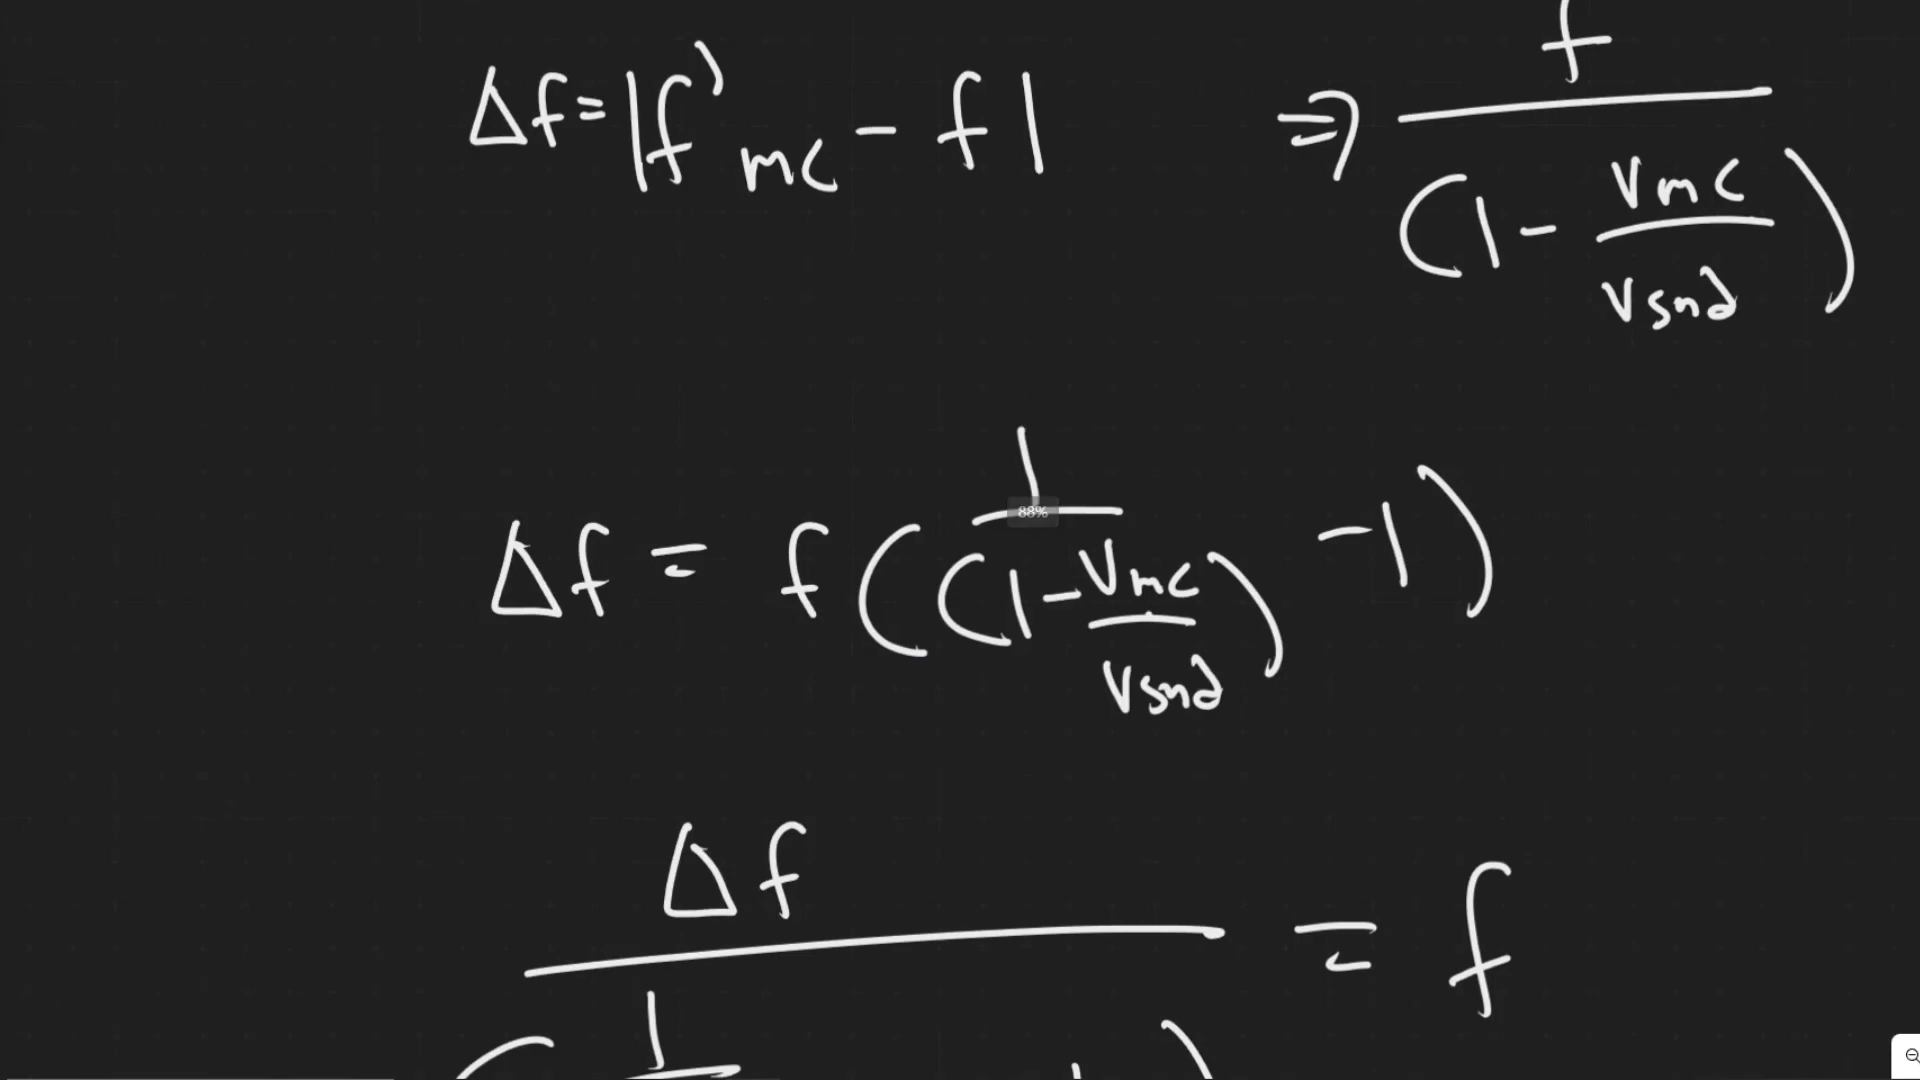 Δf = |f'mc - f| ⇒ f / (1 - vmc / vsnd)
Δf = f(1 / (1 - vmc / vsnd) - 1)
88%
Δf / (1 = f